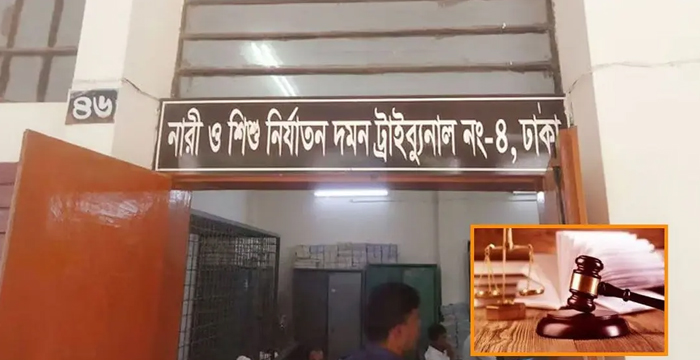 ৪৬
নারী ও শিশু নির্যাতন দমন ট্রাইব্যুনাল নং-৪, ঢাকা